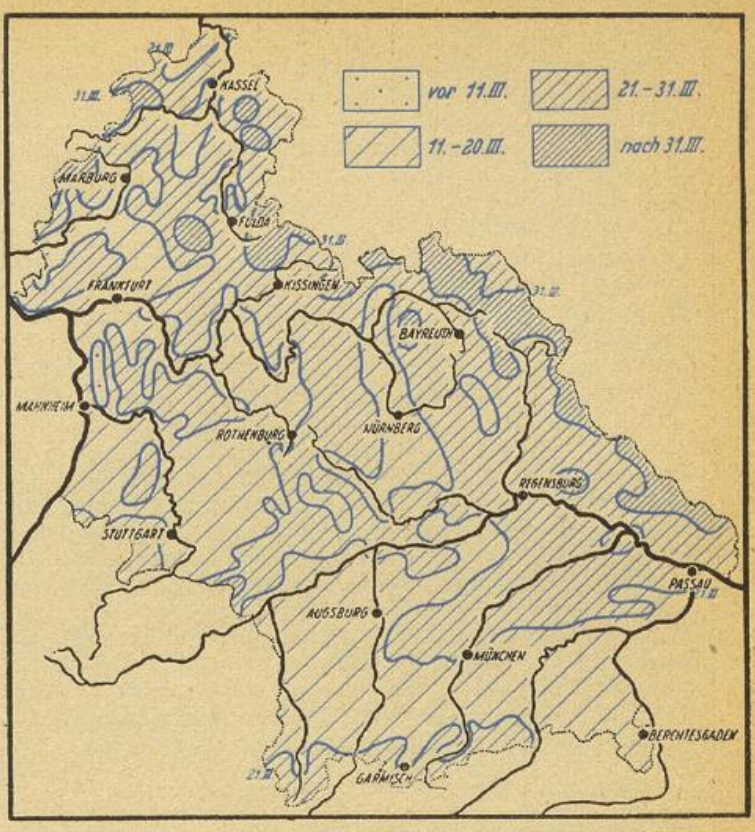 21.III.
KASSEL
vor 11.III.
21.-31.III.
31.III.
11.-20.III.
nach 31.III.
MARBURG
FULDA
31.III.
FRANKFURT
KISSINGEN
31.III.
BAYREUTH
MANNHEIM
ROTHENBURG
NÜRNBERG
REGENSBURG
STUTTGART
PASSAU
21.III
AUGSBURG
MÜNCHEN
BERCHTESGADEN
21.III
GARMISCH